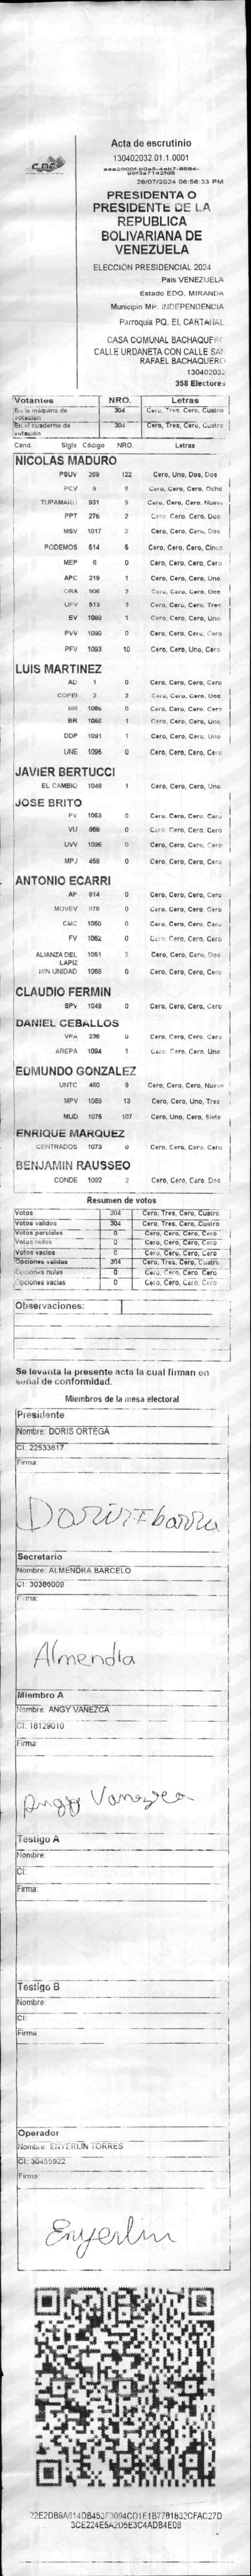 cne
Acta de escrutinio
130402032.01.1.0001
28/07/2024 08:56:33 PM
PRESIDENTA O
PRESIDENTE DE LA
REPUBLICA
BOLIVARIANA DE
VENEZUELA
ELECCIÓN PRESIDENCIAL 2024
Pais VENEZUELA
Estado EDO. MIRANDA
Municipio MP. INDEPENDENCIA
Parroquia PQ. EL CARTANAL
CASA COMUNAL BACHAQUERO
CALLE URDANETA CON CALLE SAN
RAFAEL BACHAQUERO
130402032
358 Electores
Votantes NRO. Letras
En la máquina de votación 304 Cero, Tres, Cero, Cuatro
En el cuaderno de votación 304 Cero, Tres, Cero, Cuatro
Cand. Sigla Código NRO. Letras
NICOLAS MADURO
PSUV 269 122 Cero, Uno, Dos, Dos
PCV 8 Cero, Cero, Cero, Ocho
TUPAMARO 931 9 Cero, Cero, Cero, Nueve
PPT 276 2 Cero, Cero, Cero, Dos
MSV 1017 2 Cero, Cero, Cero, Dos
PODEMOS 514 5 Cero, Cero, Cero, Cinco
MEP 6 0 Cero, Cero, Cero, Cero
APC 219 1 Cero, Cero, Cero, Uno
ORA 906 2 Cero, Cero, Cero, Dos
UPV 513 3 Cero, Cero, Cero, Tres
EV 1089 1 Cero, Cero, Cero, Uno
PVV 1090 0 Cero, Cero, Cero, Cero
PFV 1093 10 Cero, Cero, Uno, Cero
LUIS MARTINEZ
AD 1 0 Cero, Cero, Cero, Cero
COPEI 2 2 Cero, Cero, Cero, Dos
MR 1086 0 Cero, Cero, Cero, Cero
BR 1068 1 Cero, Cero, Cero, Uno
DDP 1091 1 Cero, Cero, Cero, Uno
UNE 1095 0 Cero, Cero, Cero, Cero
JAVIER BERTUCCI
EL CAMBIO 1048 1 Cero, Cero, Cero, Uno
JOSE BRITO
PV 1053 0 Cero, Cero, Cero, Cero
VU 868 0 Cero, Cero, Cero, Cero
UVV 1096 0 Cero, Cero, Cero, Cero
MPJ 458 0 Cero, Cero, Cero, Cero
ANTONIO ECARRI
AP 814 0 Cero, Cero, Cero, Cero
MOVEV 978 0 Cero, Cero, Cero, Cero
CMC 1050 0 Cero, Cero, Cero, Cero
FV 1062 0 Cero, Cero, Cero, Cero
ALIANZA DEL LAPIZ 1051 2 Cero, Cero, Cero, Dos
MIN UNIDAD 1068 0 Cero, Cero, Cero, Cero
CLAUDIO FERMIN
SPV 1049 0 Cero, Cero, Cero, Cero
DANIEL CEBALLOS
VPA 236 0 Cero, Cero, Cero, Cero
AREPA 1094 1 Cero, Cero, Cero, Uno
EDMUNDO GONZALEZ
UNTC 460 9 Cero, Cero, Cero, Nueve
MPV 1069 13 Cero, Cero, Uno, Tres
MUD 1075 107 Cero, Uno, Cero, Siete
ENRIQUE MARQUEZ
CENTRADOS 1073 0 Cero, Cero, Cero, Cero
BENJAMIN RAUSSEO
CONDE 1092 2 Cero, Cero, Cero, Dos
Resumen de votos
Votos 304 Cero, Tres, Cero, Cuatro
Votos validos 304 Cero, Tres, Cero, Cuatro
Votos parciales 0 Cero, Cero, Cero, Cero
Votos nulos 0 Cero, Cero, Cero, Cero
Votos vacios 0 Cero, Cero, Cero, Cero
Opciones validas 304 Cero, Tres, Cero, Cuatro
Opciones nulas 0 Cero, Cero, Cero, Cero
Opciones vacias 0 Cero, Cero, Cero, Cero
Observaciones:
Se levanta la presente acta la cual firman en
señal de conformidad.
Miembros de la mesa electoral
Presidente
Nombre: DORIS ORTEGA
CI: 22533617
Firma:
Doris Ibarra
Secretario
Nombre: ALMENDRA BARCELO
CI: 30386009
Firma:
Almendra
Miembro A
Nombre: ANGY VANEZCA
CI: 18129010
Firma:
Angy Vanezca
Testigo A
Nombre:
CI:
Firma:
Testigo B
Nombre:
CI:
Firma:
Operador
Nombre: ENYERLIN TORRES
CI: 30455922
Firma:
Enyerlin